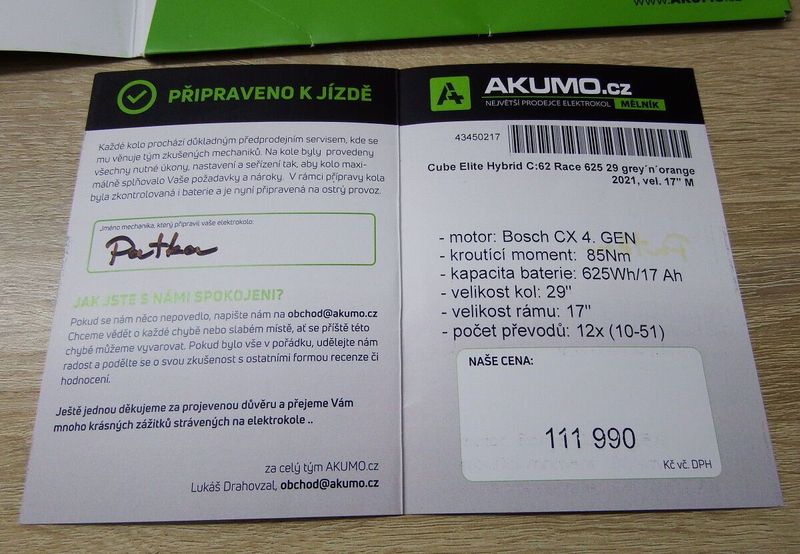 www.AKUMO.cz
PŘIPRAVENO K JÍZDĚ
Každé kolo prochází důkladným předprodejním servisem, kde se
mu věnuje tým zkušených mechaniků. Na kole byly provedeny
všechny nutné úkony, nastavení a seřízení tak, aby kolo maxi-
málně splňovalo Vaše požadavky a nároky. V rámci přípravy kola
byla zkontrolovaná i baterie a je nyní připravená na ostrý provoz.
Jméno mechanika, který připravil vaše elektrokolo:
Patka
JAK JSTE S NÁMI SPOKOJENI?
Pokud se nám něco nepovedlo, napište nám na obchod@akumo.cz
Chceme vědět o každé chybě nebo slabém místě, ať se příště této
chybě můžeme vyvarovat. Pokud bylo vše v pořádku, udělejte nám
radost a podělte se o svou zkušenost s ostatními formou recenze či
hodnocení.
Ještě jednou děkujeme za projevenou důvěru a přejeme Vám
mnoho krásných zážitků strávených na elektrokole ..
za celý tým AKUMO.cz
Lukáš Drahovzal, obchod@akumo.cz
AKUMO.cz
NEJVĚTŠÍ PRODEJCE ELEKTROKOL MĚLNÍK
43450217
Cube Elite Hybrid C:62 Race 625 29 grey´n´orange
2021, vel. 17" M
- motor: Bosch CX 4. GEN
- kroutící moment: 85Nm
- kapacita baterie: 625Wh/17 Ah
- velikost kol: 29"
- velikost rámu: 17"
- počet převodů: 12x (10-51)
NAŠE CENA:
111 990
Kč vč. DPH